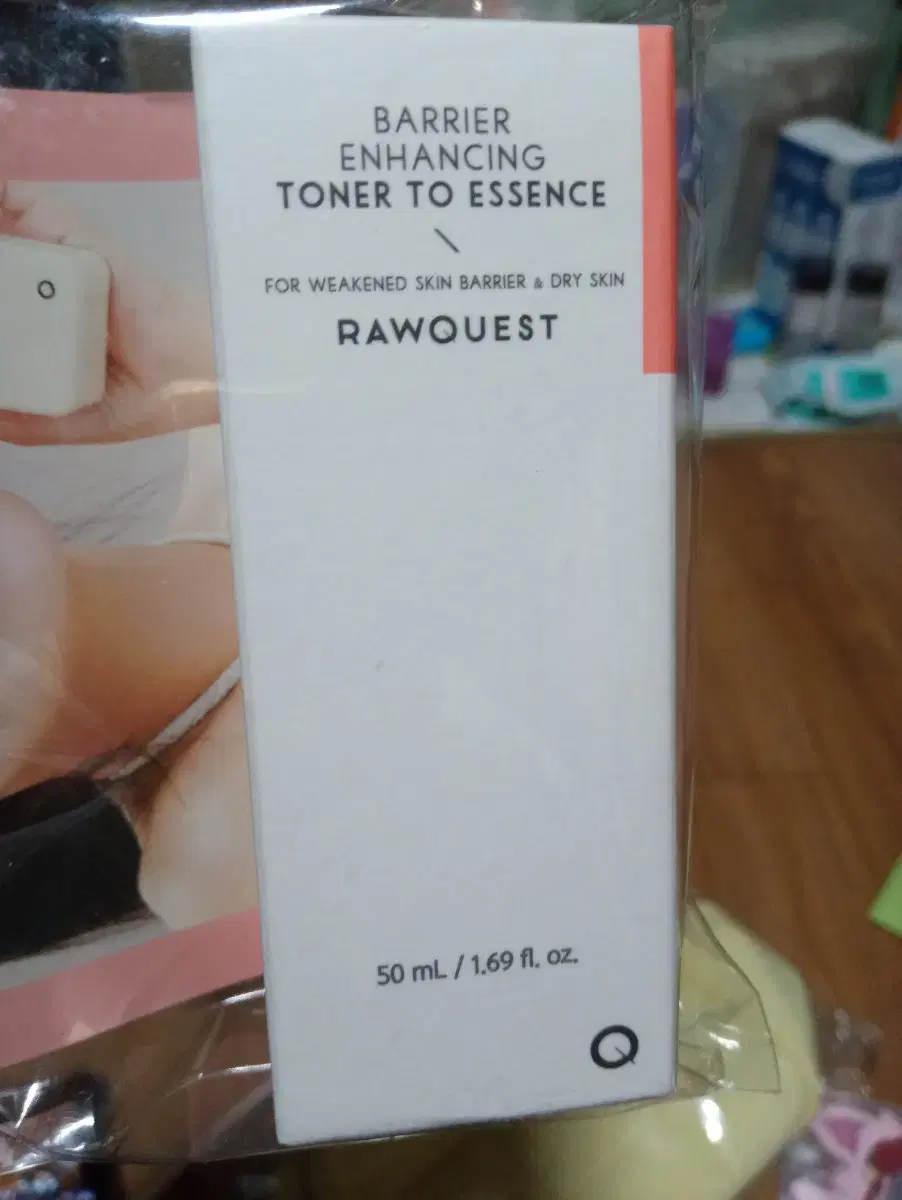 BARRIER
ENHANCING
TONER TO ESSENCE
\
FOR WEAKENED SKIN BARRIER & DRY SKIN
RAWQUEST
50 mL / 1.69 fl. oz.
Q